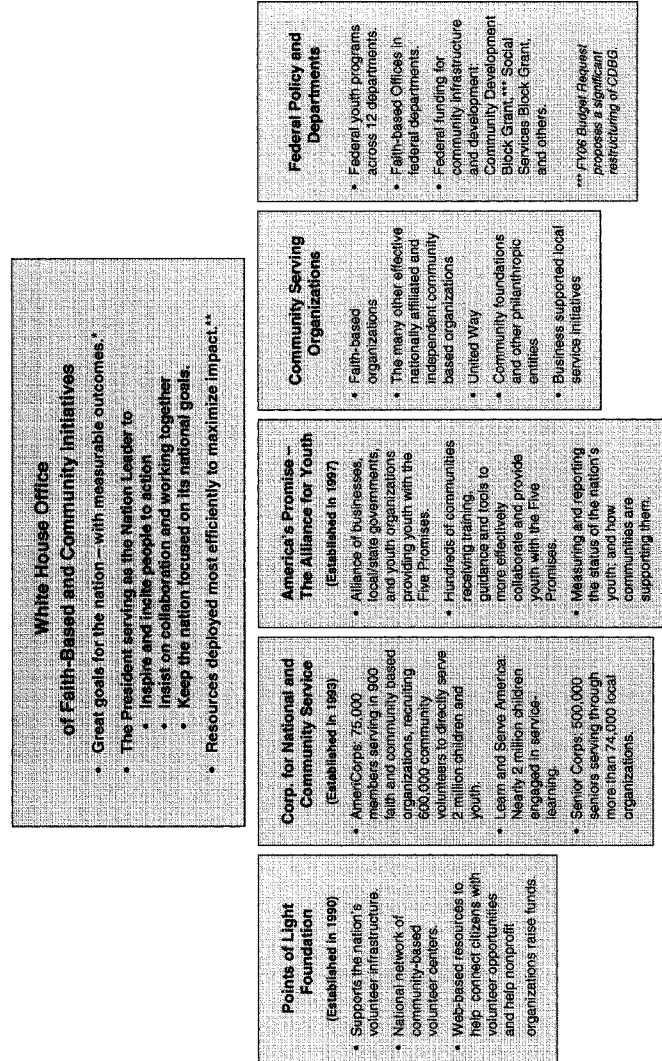 White House Office
of Faith-Based and Community Initiatives
• Great goals for the nation – with measurable outcomes.*
• The President serving as the Nation Leader to
• Inspire and incite people to action
• Insist on collaboration and working together
• Keep the nation focused on its national goals.
• Resources deployed most efficiently to maximize impact.**
Points of Light
Foundation
(Established in 1990)
• Supports the nation's
volunteer infrastructure.
• National network of
community-based
volunteer centers.
• Web-based resources to
help connect citizens with
volunteer opportunities
and help nonprofit
organizations raise funds.
Corp. for National and
Community Service
(Established in 1993)
• AmeriCorps: 75,000
members serving in 900
faith and community based
organizations, recruiting
600,000 community
volunteers to directly serve
2 million children and
youth.
• Learn and Serve America:
Nearly 2 million children
engaged in service-
learning.
• Senior Corps: 500,000
seniors serving through
more than 74,000 local
organizations.
America's Promise –
The Alliance for Youth
(Established in 1997)
• Alliance of businesses,
local/state governments,
and youth organizations
providing youth with the
Five Promises.
• Hundreds of communities
receiving training,
guidance and tools to
more effectively
collaborate and provide
youth with the Five
Promises.
• Measuring and reporting
the status of the nation's
youth; and how
communities are
supporting them.
Community Serving
Organizations
• Faith-based
organizations
• The many other effective
nationally affiliated and
independent community
based organizations
• United Way
• Community foundations
and other philanthropic
entities
• Business supported local
service initiatives
Federal Policy and
Departments
• Federal youth programs
across 12 departments.
• Faith-based Offices in
federal departments.
• Federal funding for
community infrastructure
and development:
Community Development
Block Grant,*** Social
Services Block Grant,
and others.
*** FY06 Budget Request
proposes a significant
restructuring of CDBG.